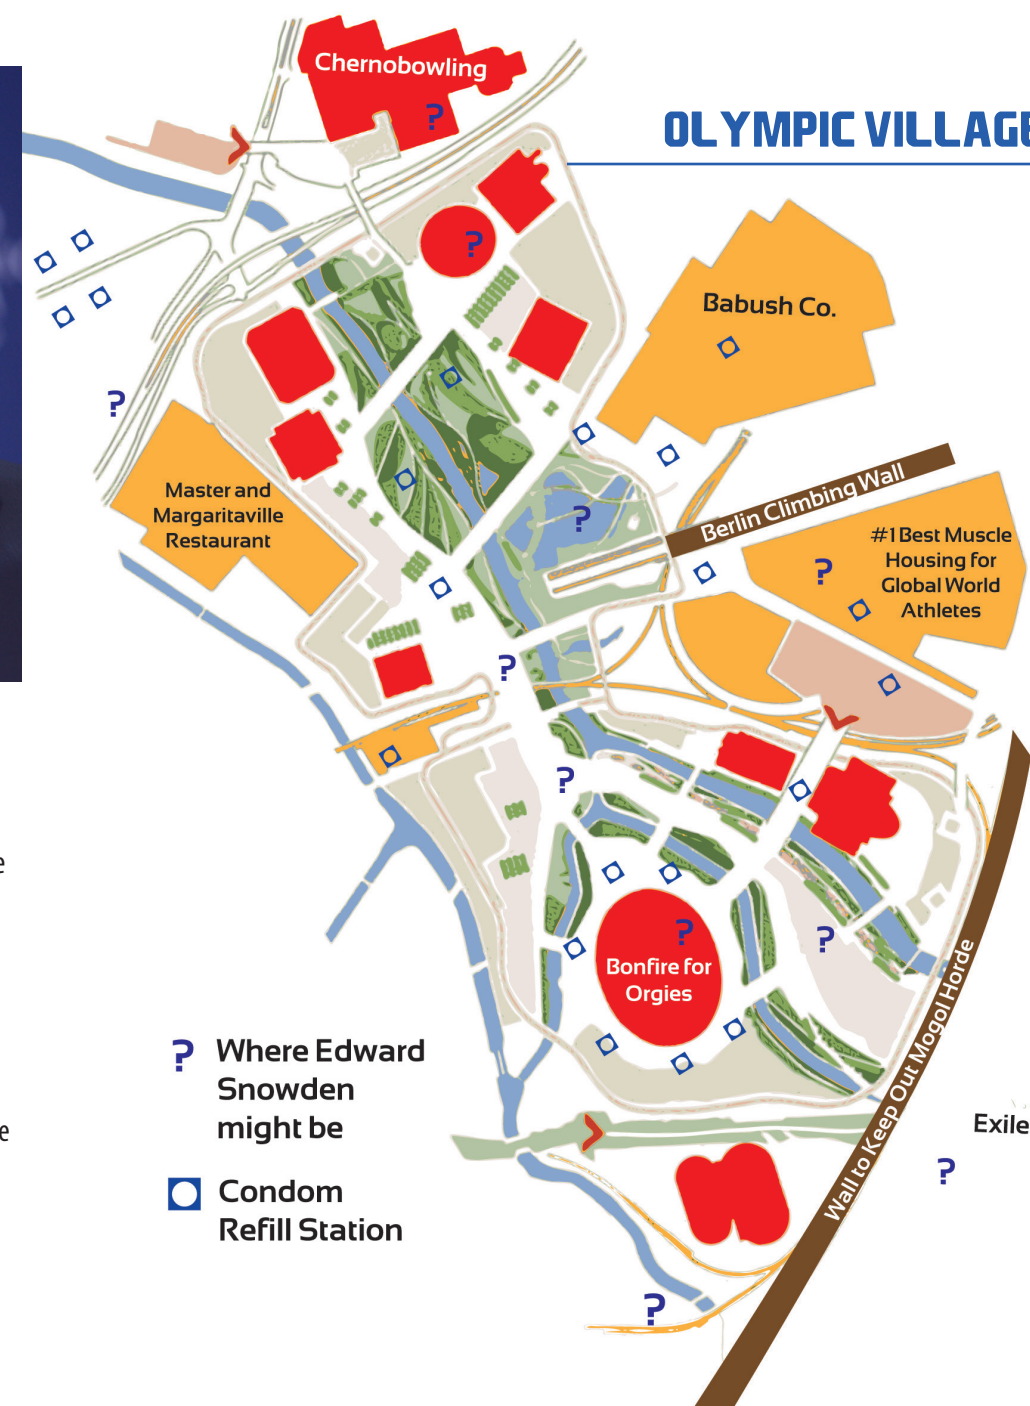 OLYMPIC VILLAGE
Chernobowling
?
?
Babush Co.
?
Master and
Margaritaville
Restaurant
Berlin Climbing Wall
?
#1 Best Muscle
Housing for
Global World
Athletes
?
?
?
e
?
Bonfire for
Orgies
?
Wall to Keep Out Mogol Horde
? Where Edward
Snowden
might be
e
Exile
?
Condom
Refill Station
?